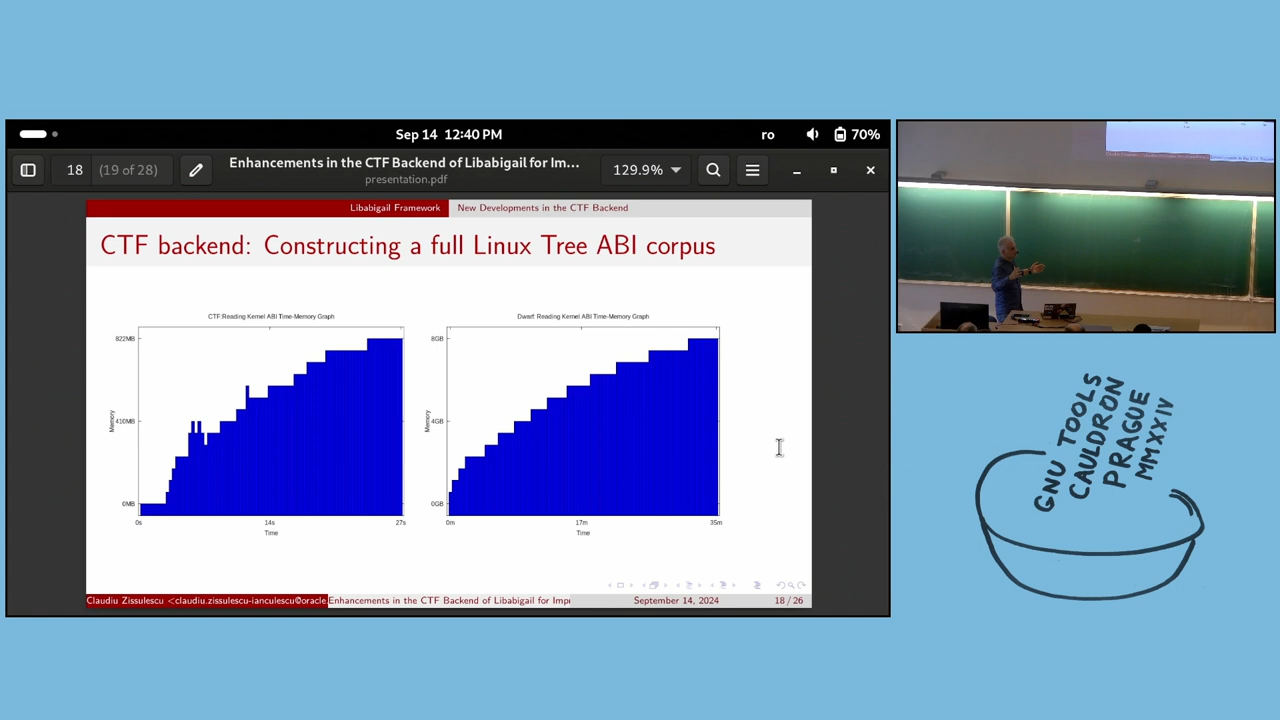 Sep 14 12:40 PM
ro
70%
18 (19 of 28)
Enhancements in the CTF Backend of Libabigail for Imp...
presentation.pdf
129.9%
Libabigail Framework New Developments in the CTF Backend
CTF backend: Constructing a full Linux Tree ABI corpus
CTF:Reading Kernel ABI Time-Memory Graph
822MB
410MB
0MB
Memory
0s 14s 27s
Time
Dwarf: Reading Kernel ABI Time-Memory Graph
8GB
4GB
0GB
Memory
0m 17m 35m
Time
Claudiu Zissulescu <claudiu.zissulescu-ianculescu@oracle Enhancements in the CTF Backend of Libabigail for Imp September 14, 2024 18 / 26
GNU TOOLS
CAULDRON
PRAGUE
MMXXIV